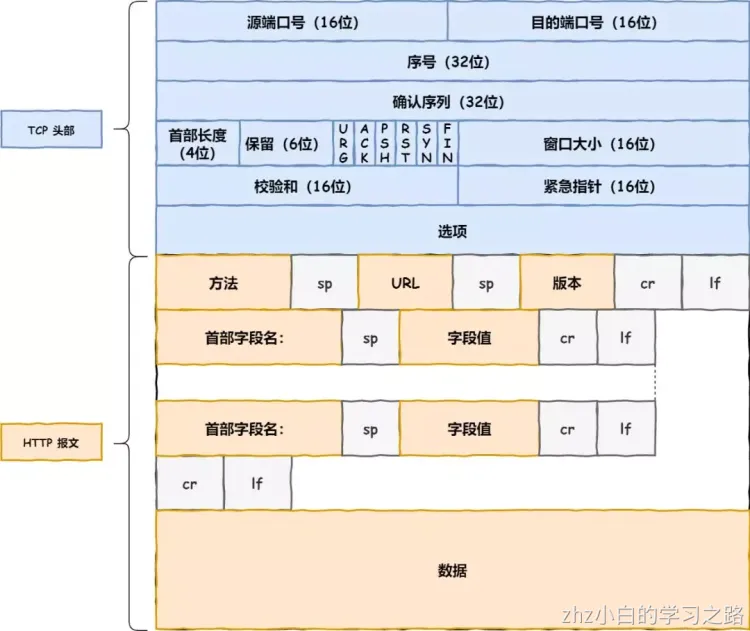 源端口号（16位） 目的端口号（16位）
序号（32位）
确认序列（32位）
TCP 头部
首部长度（4位） 保留（6位） URG ACK PSH RST SYN FIN 窗口大小（16位）
校验和（16位） 紧急指针（16位）
选项
方法 sp URL sp 版本 cr lf
首部字段名： sp 字段值 cr lf
首部字段名： sp 字段值 cr lf
HTTP 报文
cr lf
数据
zhz小白的学习之路